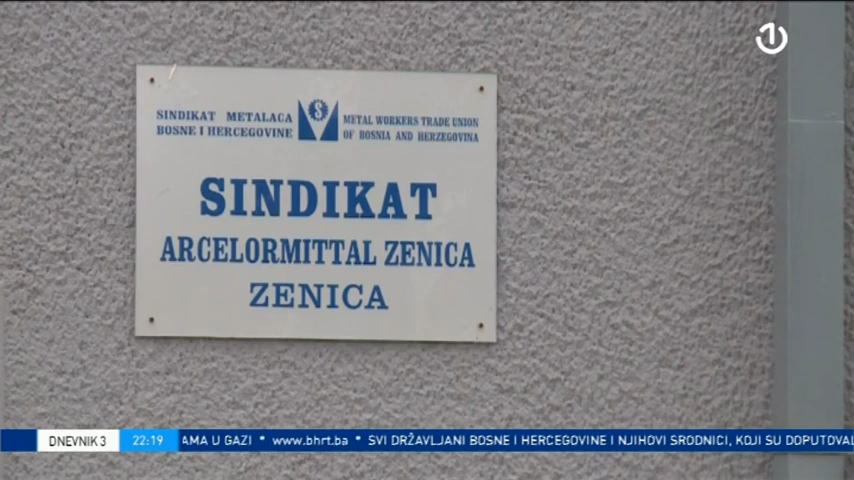 SINDIKAT METALACA
BOSNE I HERCEGOVINE
METAL WORKERS TRADE UNION
OF BOSNIA AND HERZEGOVINA
SINDIKAT
ARCELORMITTAL ZENICA
ZENICA
DNEVNIK 3 22:19 AMA U GAZI * www.bhrt.ba * SVI DRŽAVLJANI BOSNE I HERCEGOVINE I NJIHOVI SRODNICI, KOJI SU DOPUTOVAL